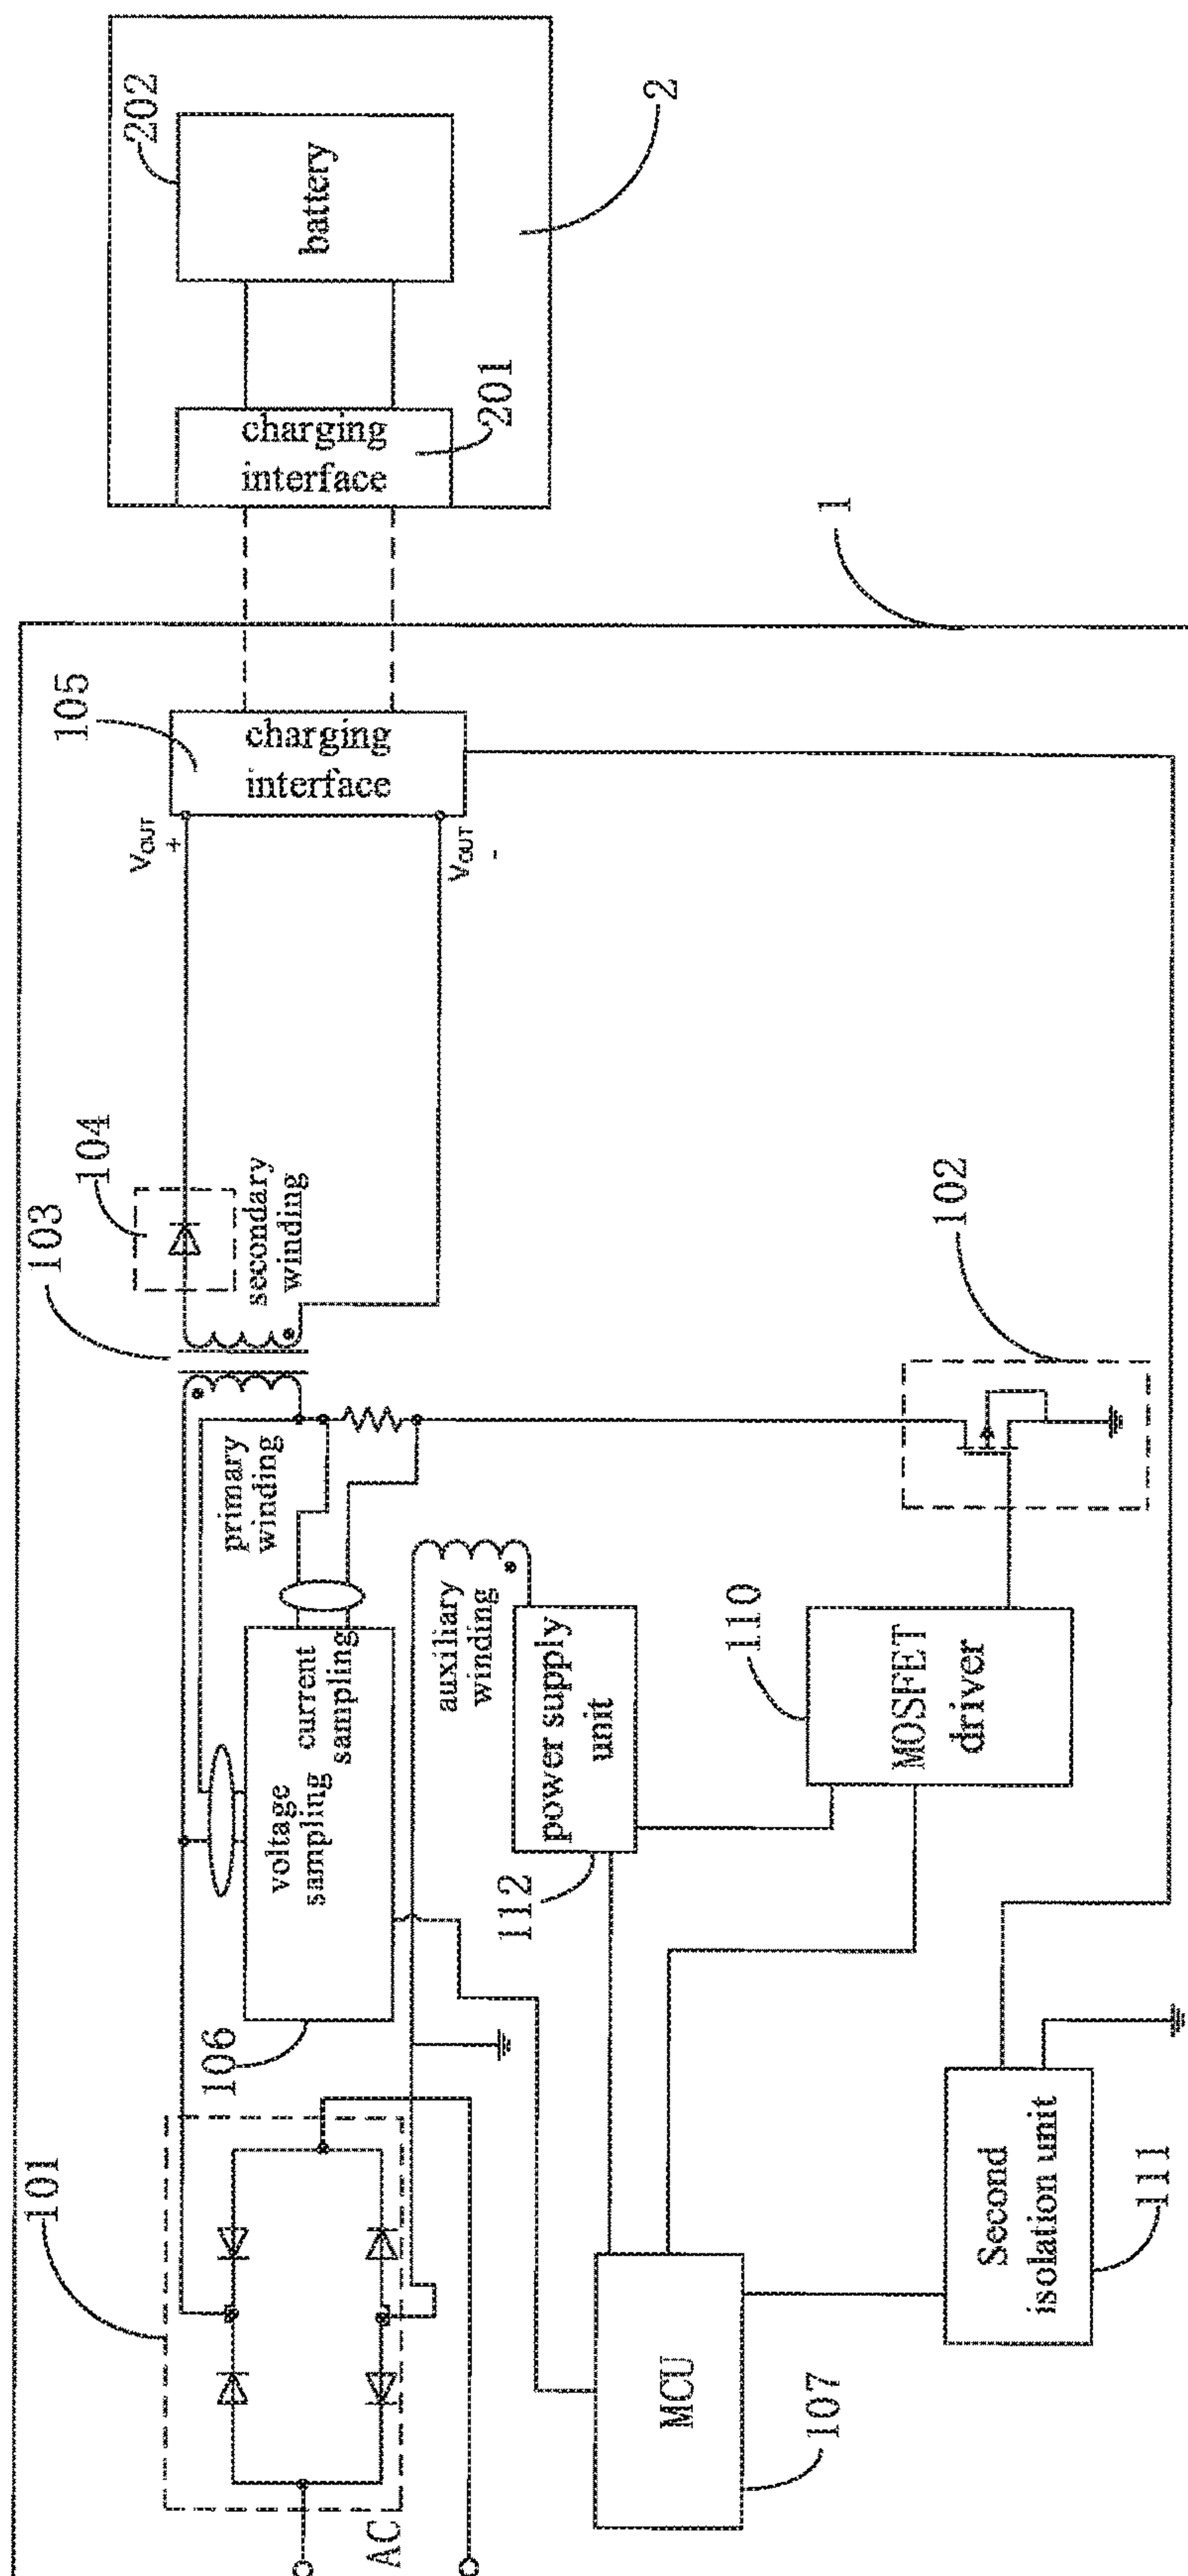 202
battery
2
charging
interface
201
1
105
charging
interface
VOUT
+
VOUT
-
104
103
secondary
winding
102
primary
winding
auxiliary
winding
current
sampling
voltage
sampling
power supply
unit
110
MOSFET
driver
112
106
101
AC
MCU
107
Second
isolation unit
111